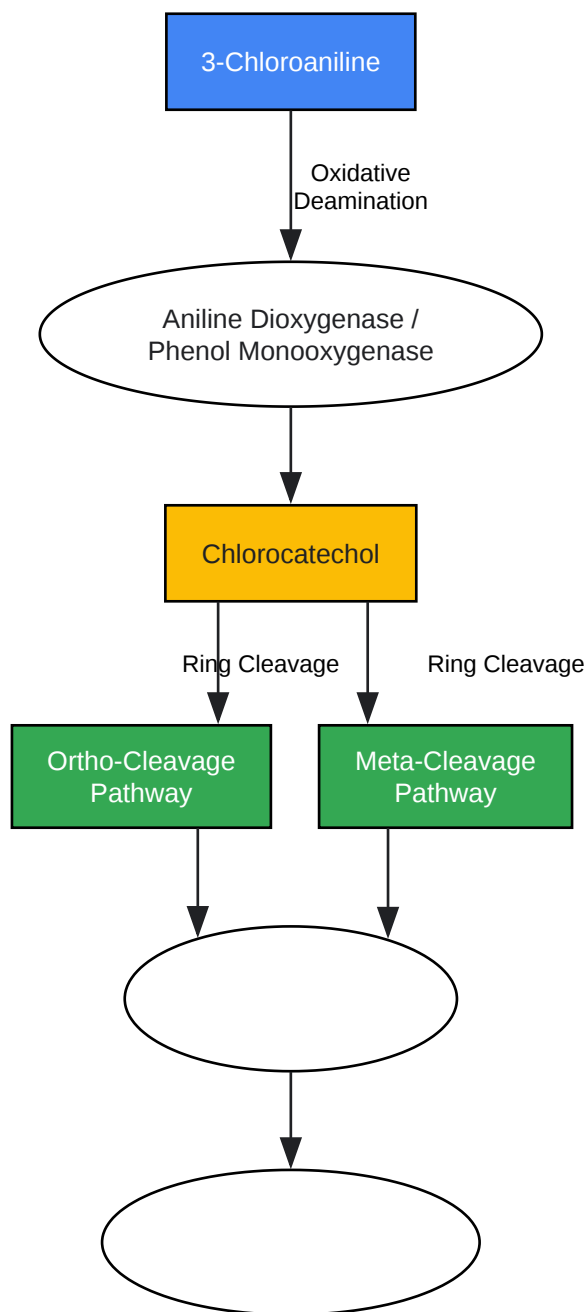 3-Chloroaniline
Oxidative
Deamination
Aniline Dioxygenase /
Phenol Monooxygenase
Chlorocatechol
Ring Cleavage
Ring Cleavage
Ortho-Cleavage
Pathway
Meta-Cleavage
Pathway